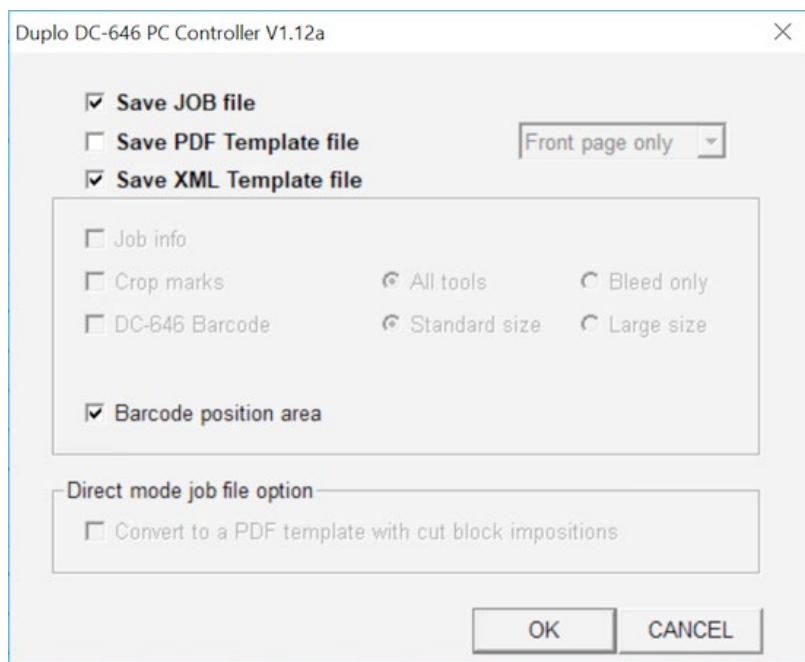 Duplo DC-646 PC Controller V1.12a
Save JOB file
Save PDF Template file Front page only
Save XML Template file
Job info
Crop marks All tools Bleed only
DC-646 Barcode Standard size Large size
Barcode position area
Direct mode job file option
Convert to a PDF template with cut block impositions
OK CANCEL